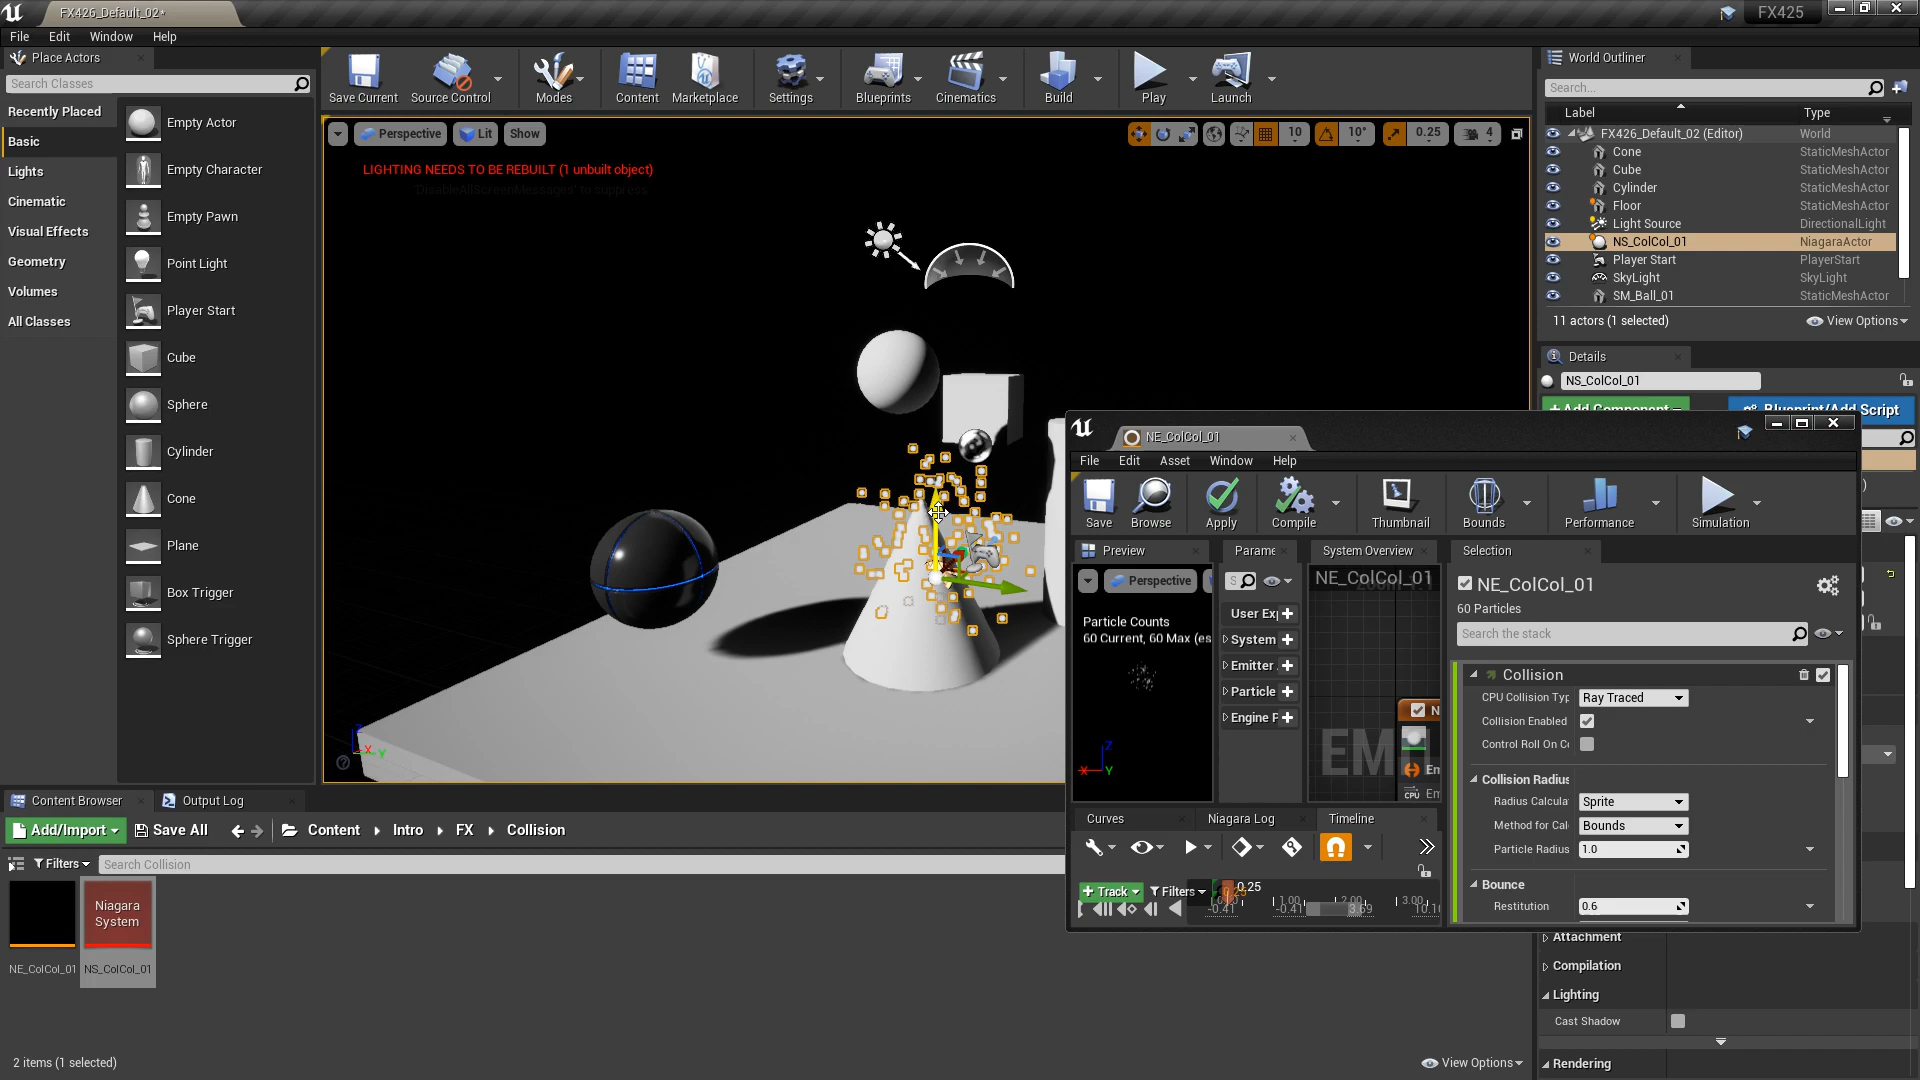 FX426_Default_02*
FX425
File Edit Window Help
Place Actors
Search Classes
Recently Placed
Basic
Lights
Cinematic
Visual Effects
Geometry
Volumes
All Classes
Empty Actor
Empty Character
Empty Pawn
Point Light
Player Start
Cube
Sphere
Cylinder
Cone
Plane
Box Trigger
Sphere Trigger
Save Current Source Control Modes Content Marketplace Settings Blueprints Cinematics Build Play Launch
Perspective Lit Show
10 10° 0.25 4
LIGHTING NEEDS TO BE REBUILT (1 unbuilt object)
'DisableAllScreenMessages' to suppress
World Outliner
Search...
Label Type
FX426_Default_02 (Editor) World
Cone StaticMeshActor
Cube StaticMeshActor
Cylinder StaticMeshActor
Floor StaticMeshActor
Light Source DirectionalLight
NS_ColCol_01 NiagaraActor
Player Start PlayerStart
SkyLight SkyLight
SM_Ball_01 StaticMeshActor
11 actors (1 selected) View Options
Details
NS_ColCol_01
Add Component Blueprint/Add Script
NE_ColCol_01
File Edit Asset Window Help
Save Browse Apply Compile Thumbnail Bounds Performance Simulation
Preview Parame System Overview Selection
Perspective
Particle Counts
60 Current, 60 Max (es
User Ex
System
Emitter
Particle
Engine P
NE_ColCol_01
EM
N
Em
CPU Em
NE_ColCol_01
60 Particles
Search the stack
Collision
CPU Collision Typ Ray Traced
Collision Enabled
Control Roll On Co
Collision Radius
Radius Calcula Sprite
Method for Cal Bounds
Particle Radius 1.0
Bounce
Restitution 0.6
Curves Niagara Log Timeline
Track Filters 0.25
1.00 2.00 3.00
-0.41 -0.41 3.69 10.1
X Y Z
Content Browser Output Log
Add/Import Save All Content Intro FX Collision
Filters Search Collision
Niagara
System
NE_ColCol_01 NS_ColCol_01
2 items (1 selected) View Options
Attachment
Compilation
Lighting
Cast Shadow
Rendering